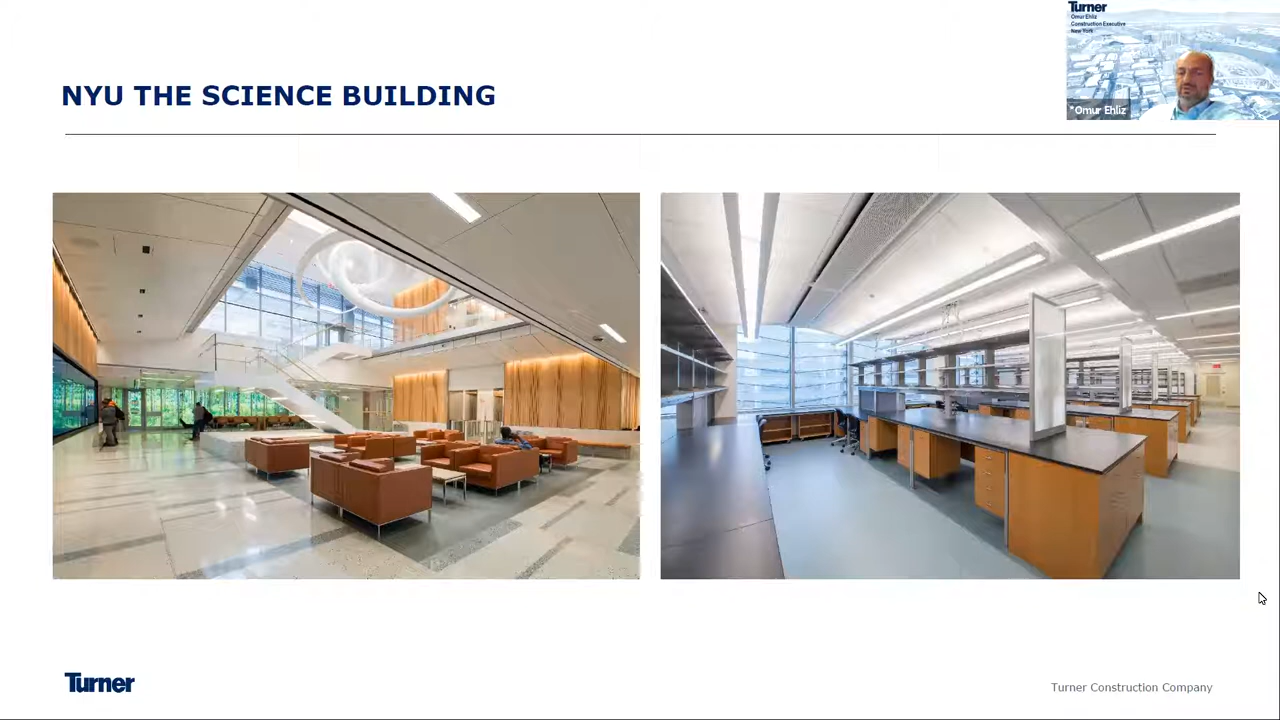 Turner
Omur Ehliz
Construction Executive
New York
*Omur Ehliz
NYU THE SCIENCE BUILDING
Turner
Turner Construction Company